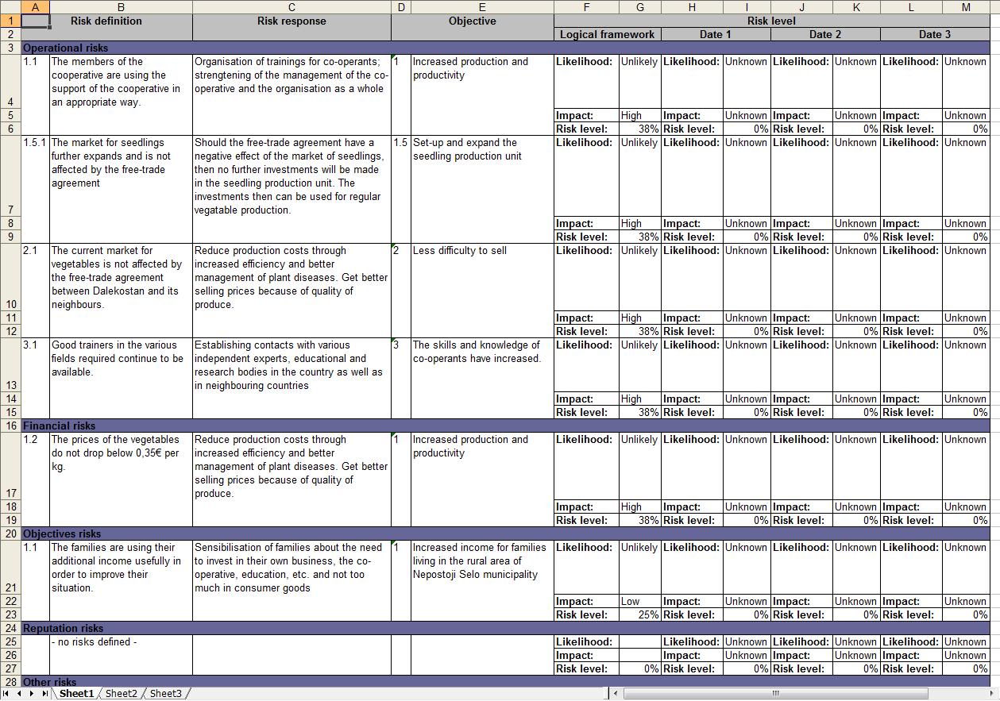 A B C D E F G H I J K L M
1 Risk definition Risk response Objective Risk level
2 Logical framework Date 1 Date 2 Date 3
3 Operational risks
1.1 The members of the Organisation of trainings for co-operants; 1 Increased production and Likelihood: Unlikely Likelihood: Unknown Likelihood: Unknown Likelihood: Unknown
cooperative are using the strengtening of the management of the co- productivity
support of the cooperative in operative and the organisation as a whole
4 an appropriate way.
5 Impact: High Impact: Unknown Impact: Unknown Impact: Unknown
6 Risk level: 38% Risk level: 0% Risk level: 0% Risk level: 0%
1.5.1 The market for seedlings Should the free-trade agreement have a 1.5 Set-up and expand the Likelihood: Unlikely Likelihood: Unknown Likelihood: Unknown Likelihood: Unknown
further expands and is not negative effect of the market of seedlings, seedling production unit
affected by the free-trade then no further investments will be made
agreement in the seedling production unit. The
investments then can be used for regular
7 vegatable production.
8 Impact: High Impact: Unknown Impact: Unknown Impact: Unknown
9 Risk level: 38% Risk level: 0% Risk level: 0% Risk level: 0%
2.1 The current market for Reduce production costs through 2 Less difficulty to sell Likelihood: Unlikely Likelihood: Unknown Likelihood: Unknown Likelihood: Unknown
vegetables is not affected by increased efficiency and better
the free-trade agreement management of plant diseases. Get better
between Dalekostan and its selling prices because of quality of
10 neighbours. produce.
11 Impact: High Impact: Unknown Impact: Unknown Impact: Unknown
12 Risk level: 38% Risk level: 0% Risk level: 0% Risk level: 0%
3.1 Good trainers in the various Establishing contacts with various 3 The skills and knowledge of Likelihood: Unlikely Likelihood: Unknown Likelihood: Unknown Likelihood: Unknown
fields required continue to be independent experts, educational and co-operants have increased.
available. research bodies in the country as well as
13 in neighbouring countries
14 Impact: High Impact: Unknown Impact: Unknown Impact: Unknown
15 Risk level: 38% Risk level: 0% Risk level: 0% Risk level: 0%
16 Financial risks
1.2 The prices of the vegetables Reduce production costs through 1 Increased production and Likelihood: Unlikely Likelihood: Unknown Likelihood: Unknown Likelihood: Unknown
do not drop below 0,35€ per increased efficiency and better productivity
kg. management of plant diseases. Get better
selling prices because of quality of
17 produce.
18 Impact: High Impact: Unknown Impact: Unknown Impact: Unknown
19 Risk level: 38% Risk level: 0% Risk level: 0% Risk level: 0%
20 Objectives risks
1.1 The families are using their Sensibilisation of families about the need 1 Increased income for families Likelihood: Unlikely Likelihood: Unknown Likelihood: Unknown Likelihood: Unknown
additional income usefully in to invest in their own business, the co- living in the rural area of
order to improve their operative, education, etc. and not too Nepostoji Selo municipality
21 situation. much in consumer goods
22 Impact: Low Impact: Unknown Impact: Unknown Impact: Unknown
23 Risk level: 25% Risk level: 0% Risk level: 0% Risk level: 0%
24 Reputation risks
25 - no risks defined - Likelihood: Likelihood: Unknown Likelihood: Unknown Likelihood: Unknown
26 Impact: Impact: Unknown Impact: Unknown Impact: Unknown
27 Risk level: 0% Risk level: 0% Risk level: 0% Risk level: 0%
28 Other risks
Sheet1 Sheet2 Sheet3